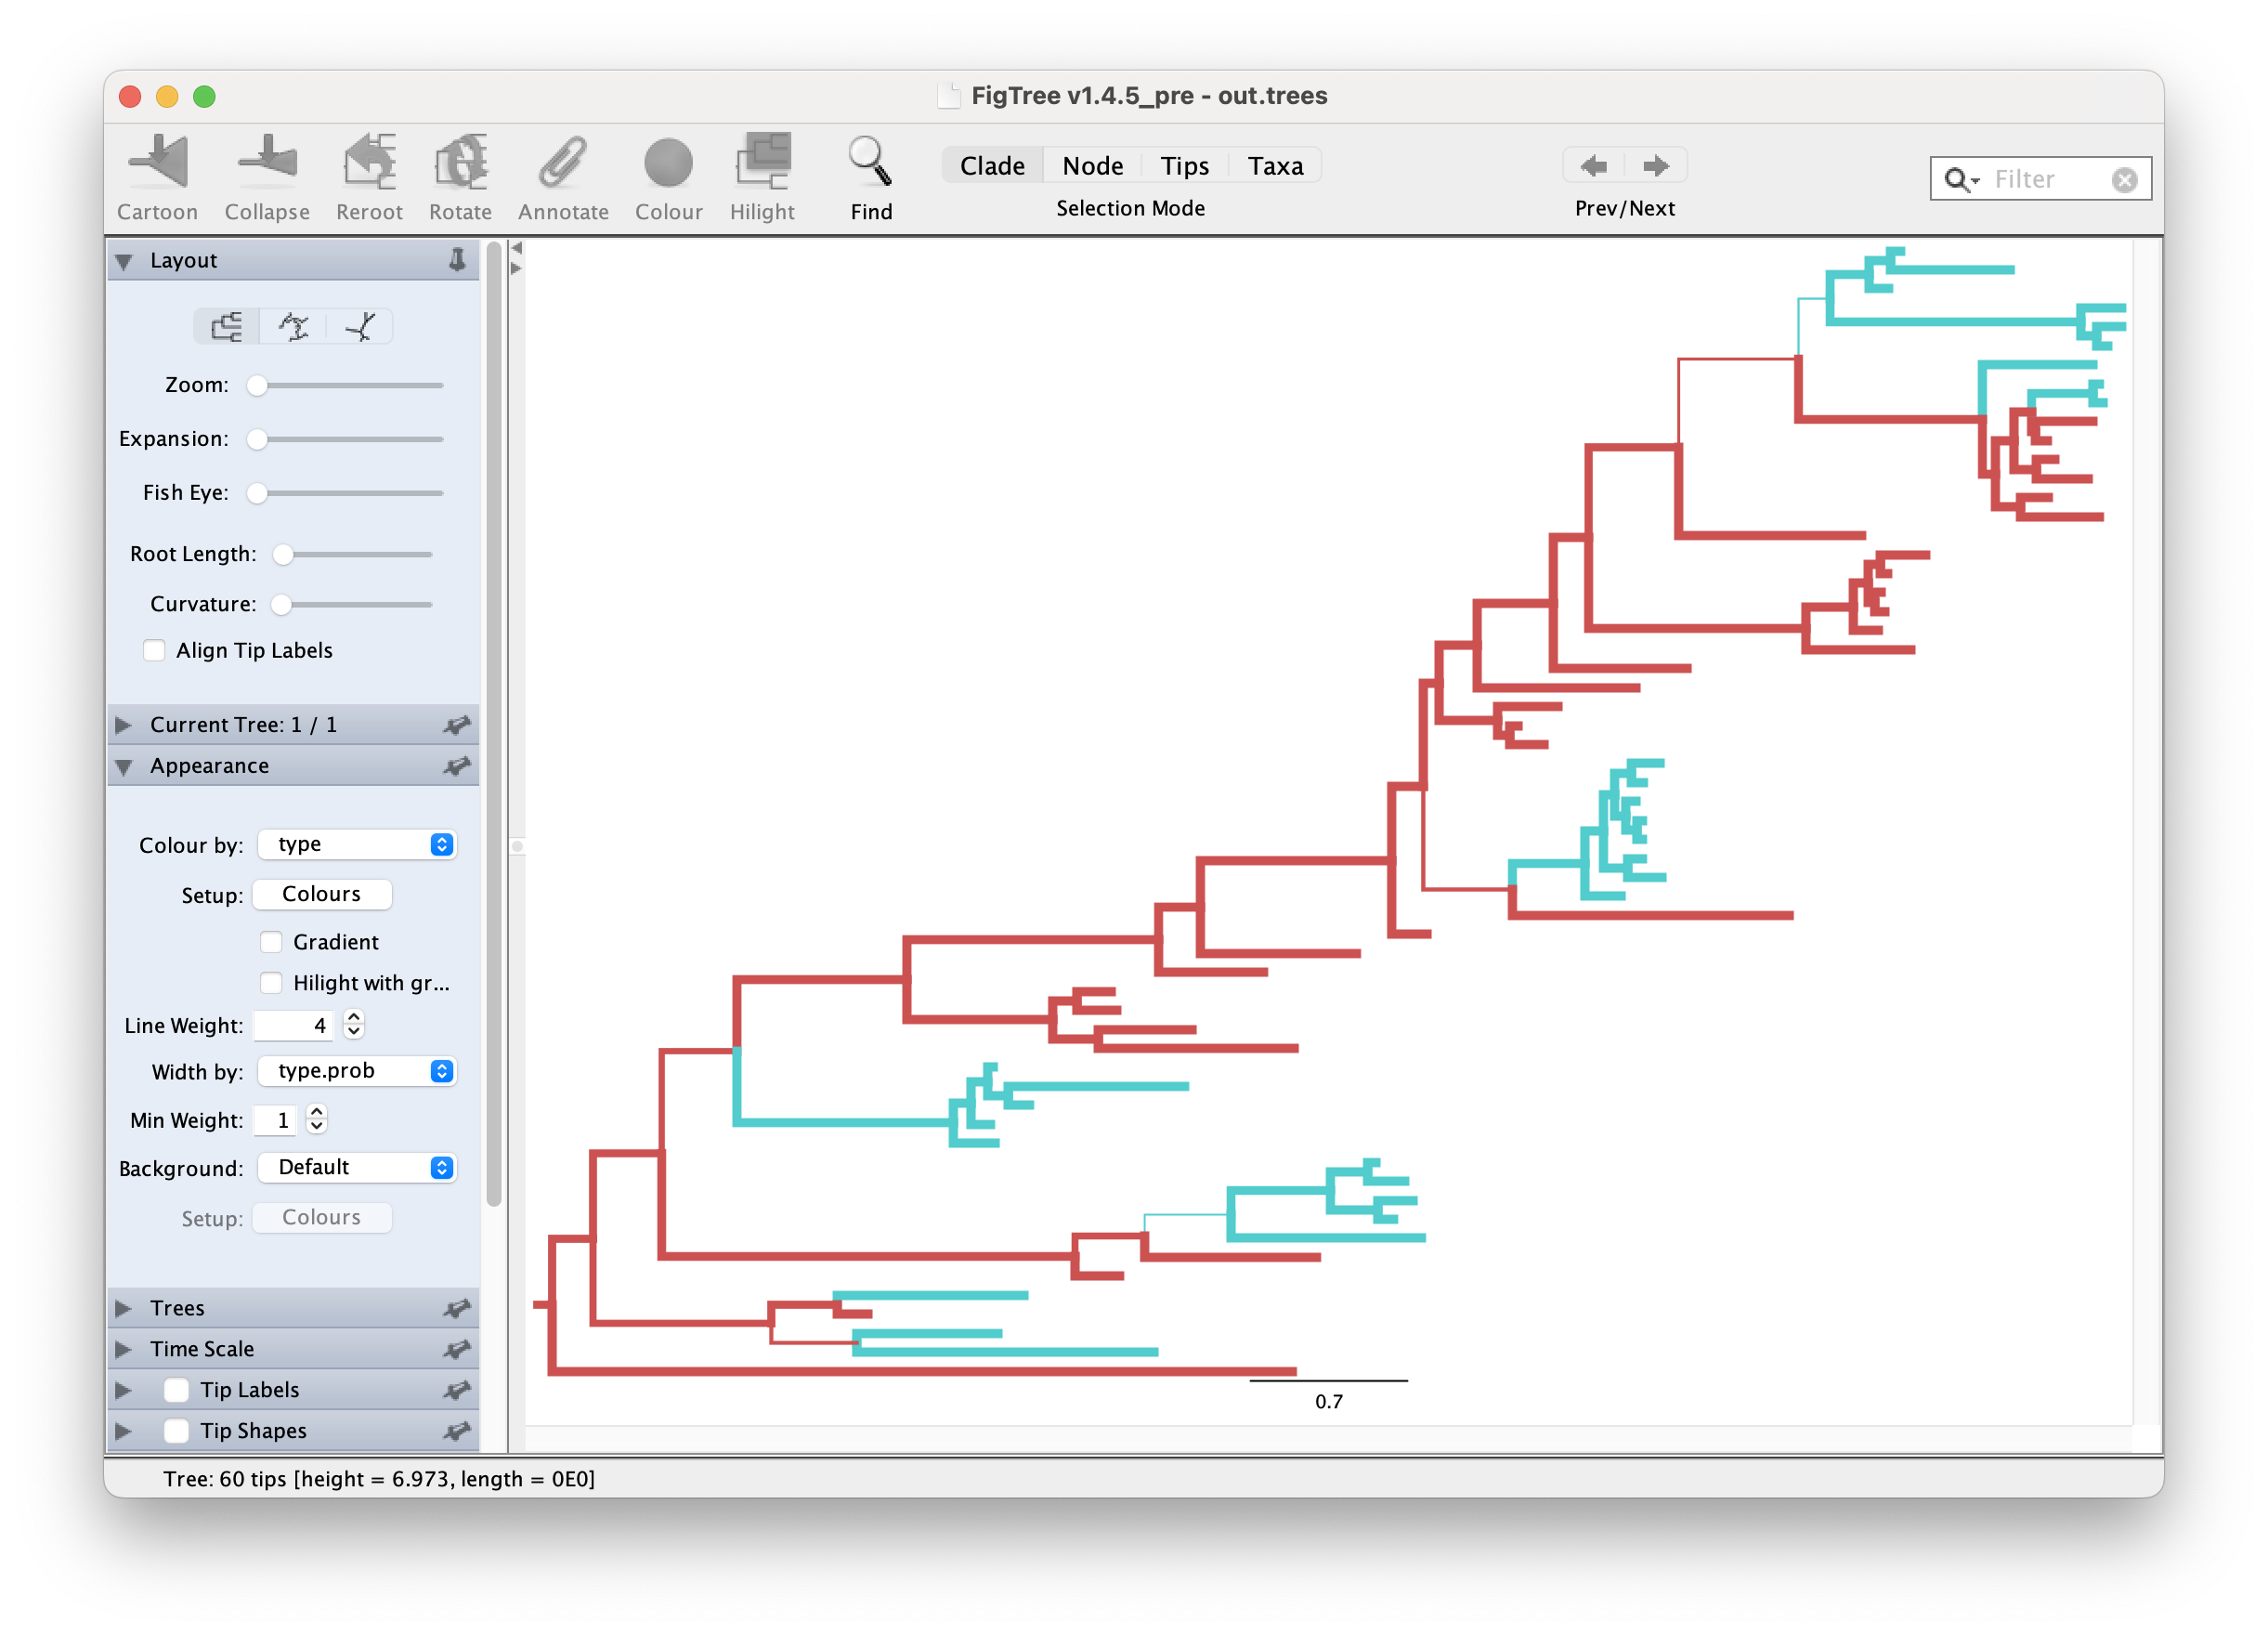 FigTree v1.4.5_pre - out.trees
Cartoon Collapse Reroot Rotate Annotate Colour Hilight Find
Clade Node Tips Taxa
Selection Mode
Prev/Next
Filter
Layout
Zoom:
Expansion:
Fish Eye:
Root Length:
Curvature:
Align Tip Labels
Current Tree: 1 / 1
Appearance
Colour by: type
Setup: Colours
Gradient
Hilight with gr...
Line Weight: 4
Width by: type.prob
Min Weight: 1
Background: Default
Setup: Colours
Trees
Time Scale
Tip Labels
Tip Shapes
0.7
Tree: 60 tips [height = 6.973, length = 0E0]